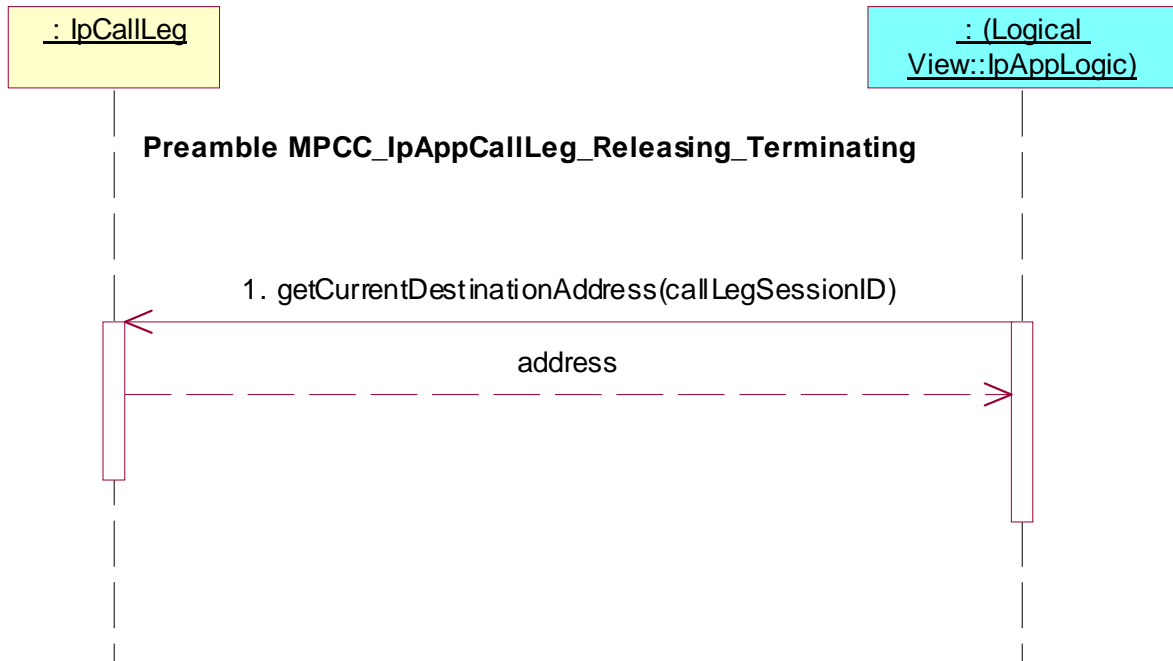 : IpCallLeg
: (Logical
View::IpAppLogic)
Preamble MPCC_IpAppCallLeg_Releasing_Terminating
1. getCurrentDestinationAddress(callLegSessionID)
address